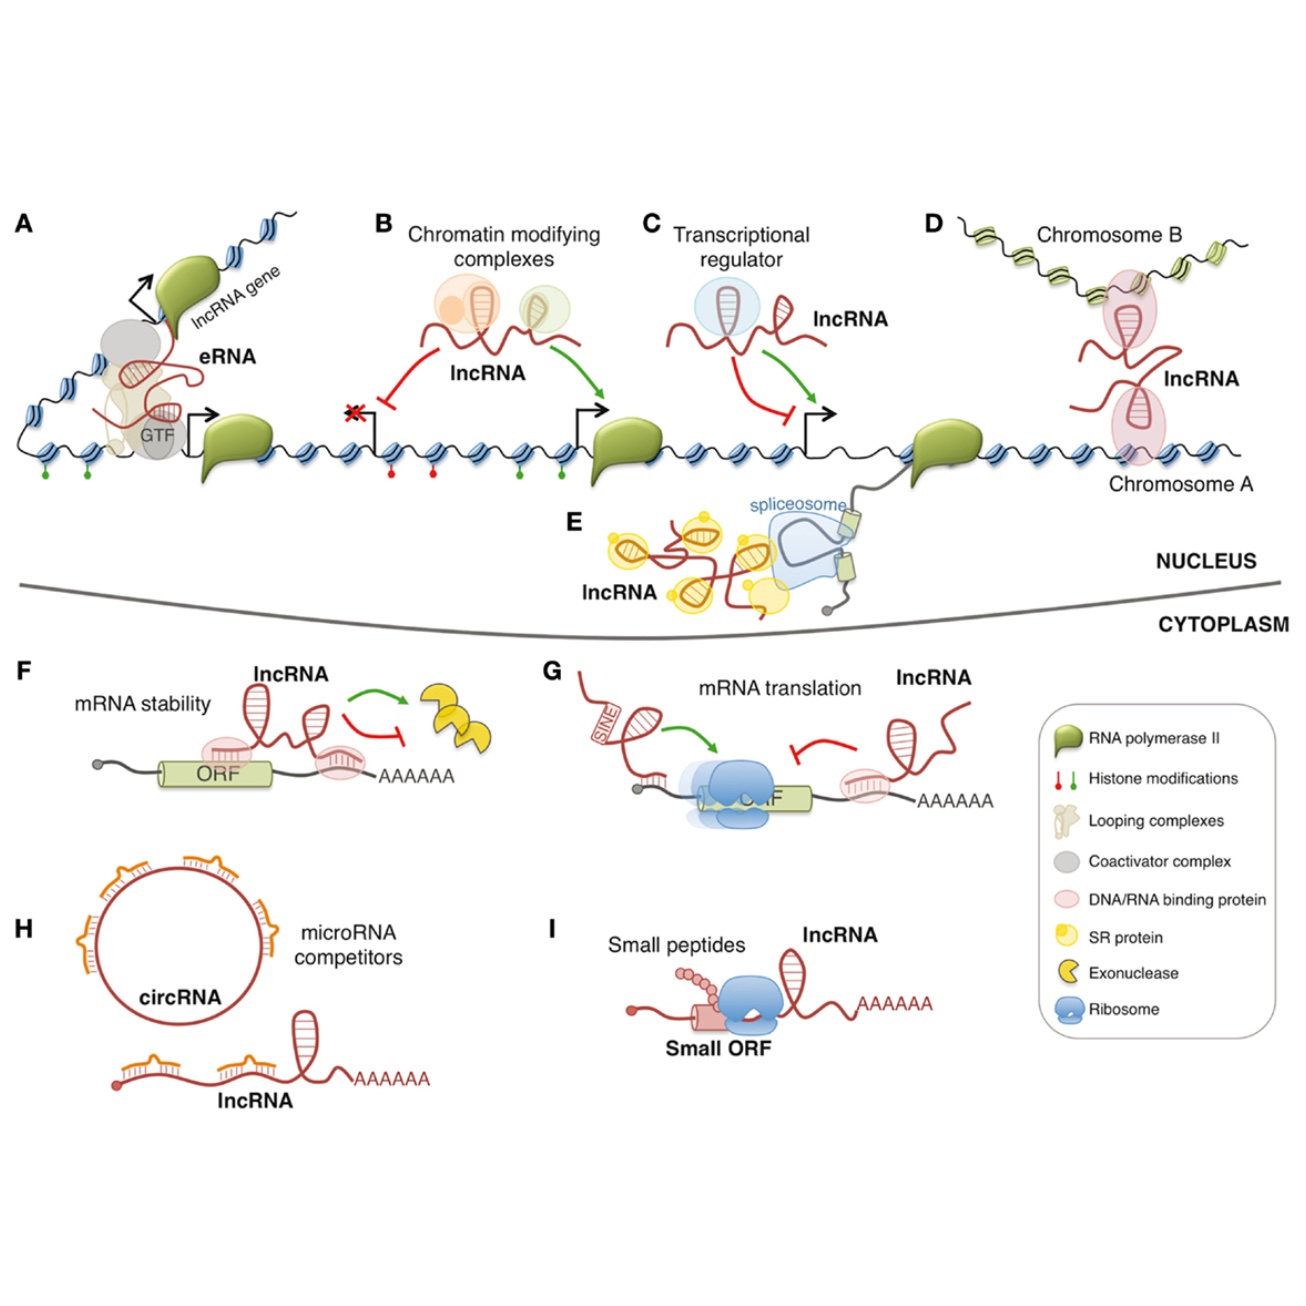 A
lncRNA gene
eRNA
GTF
B
Chromatin modifying
complexes
lncRNA
C
Transcriptional
regulator
lncRNA
D
Chromosome B
lncRNA
Chromosome A
E
spliceosome
lncRNA
NUCLEUS
CYTOPLASM
F
lncRNA
mRNA stability
ORF
AAAAAA
G
mRNA translation
lncRNA
SINE
ORF
AAAAAA
RNA polymerase II
Histone modifications
Looping complexes
Coactivator complex
DNA/RNA binding protein
SR protein
Exonuclease
Ribosome
H
microRNA
competitors
circRNA
AAAAAA
lncRNA
I
Small peptides
lncRNA
AAAAAA
Small ORF